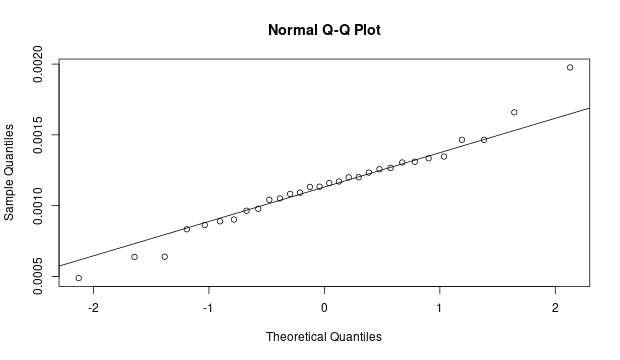 Normal Q-Q Plot
Sample Quantiles
0.0020
0.0015
0.0010
0.0005
-2 -1 0 1 2
Theoretical Quantiles